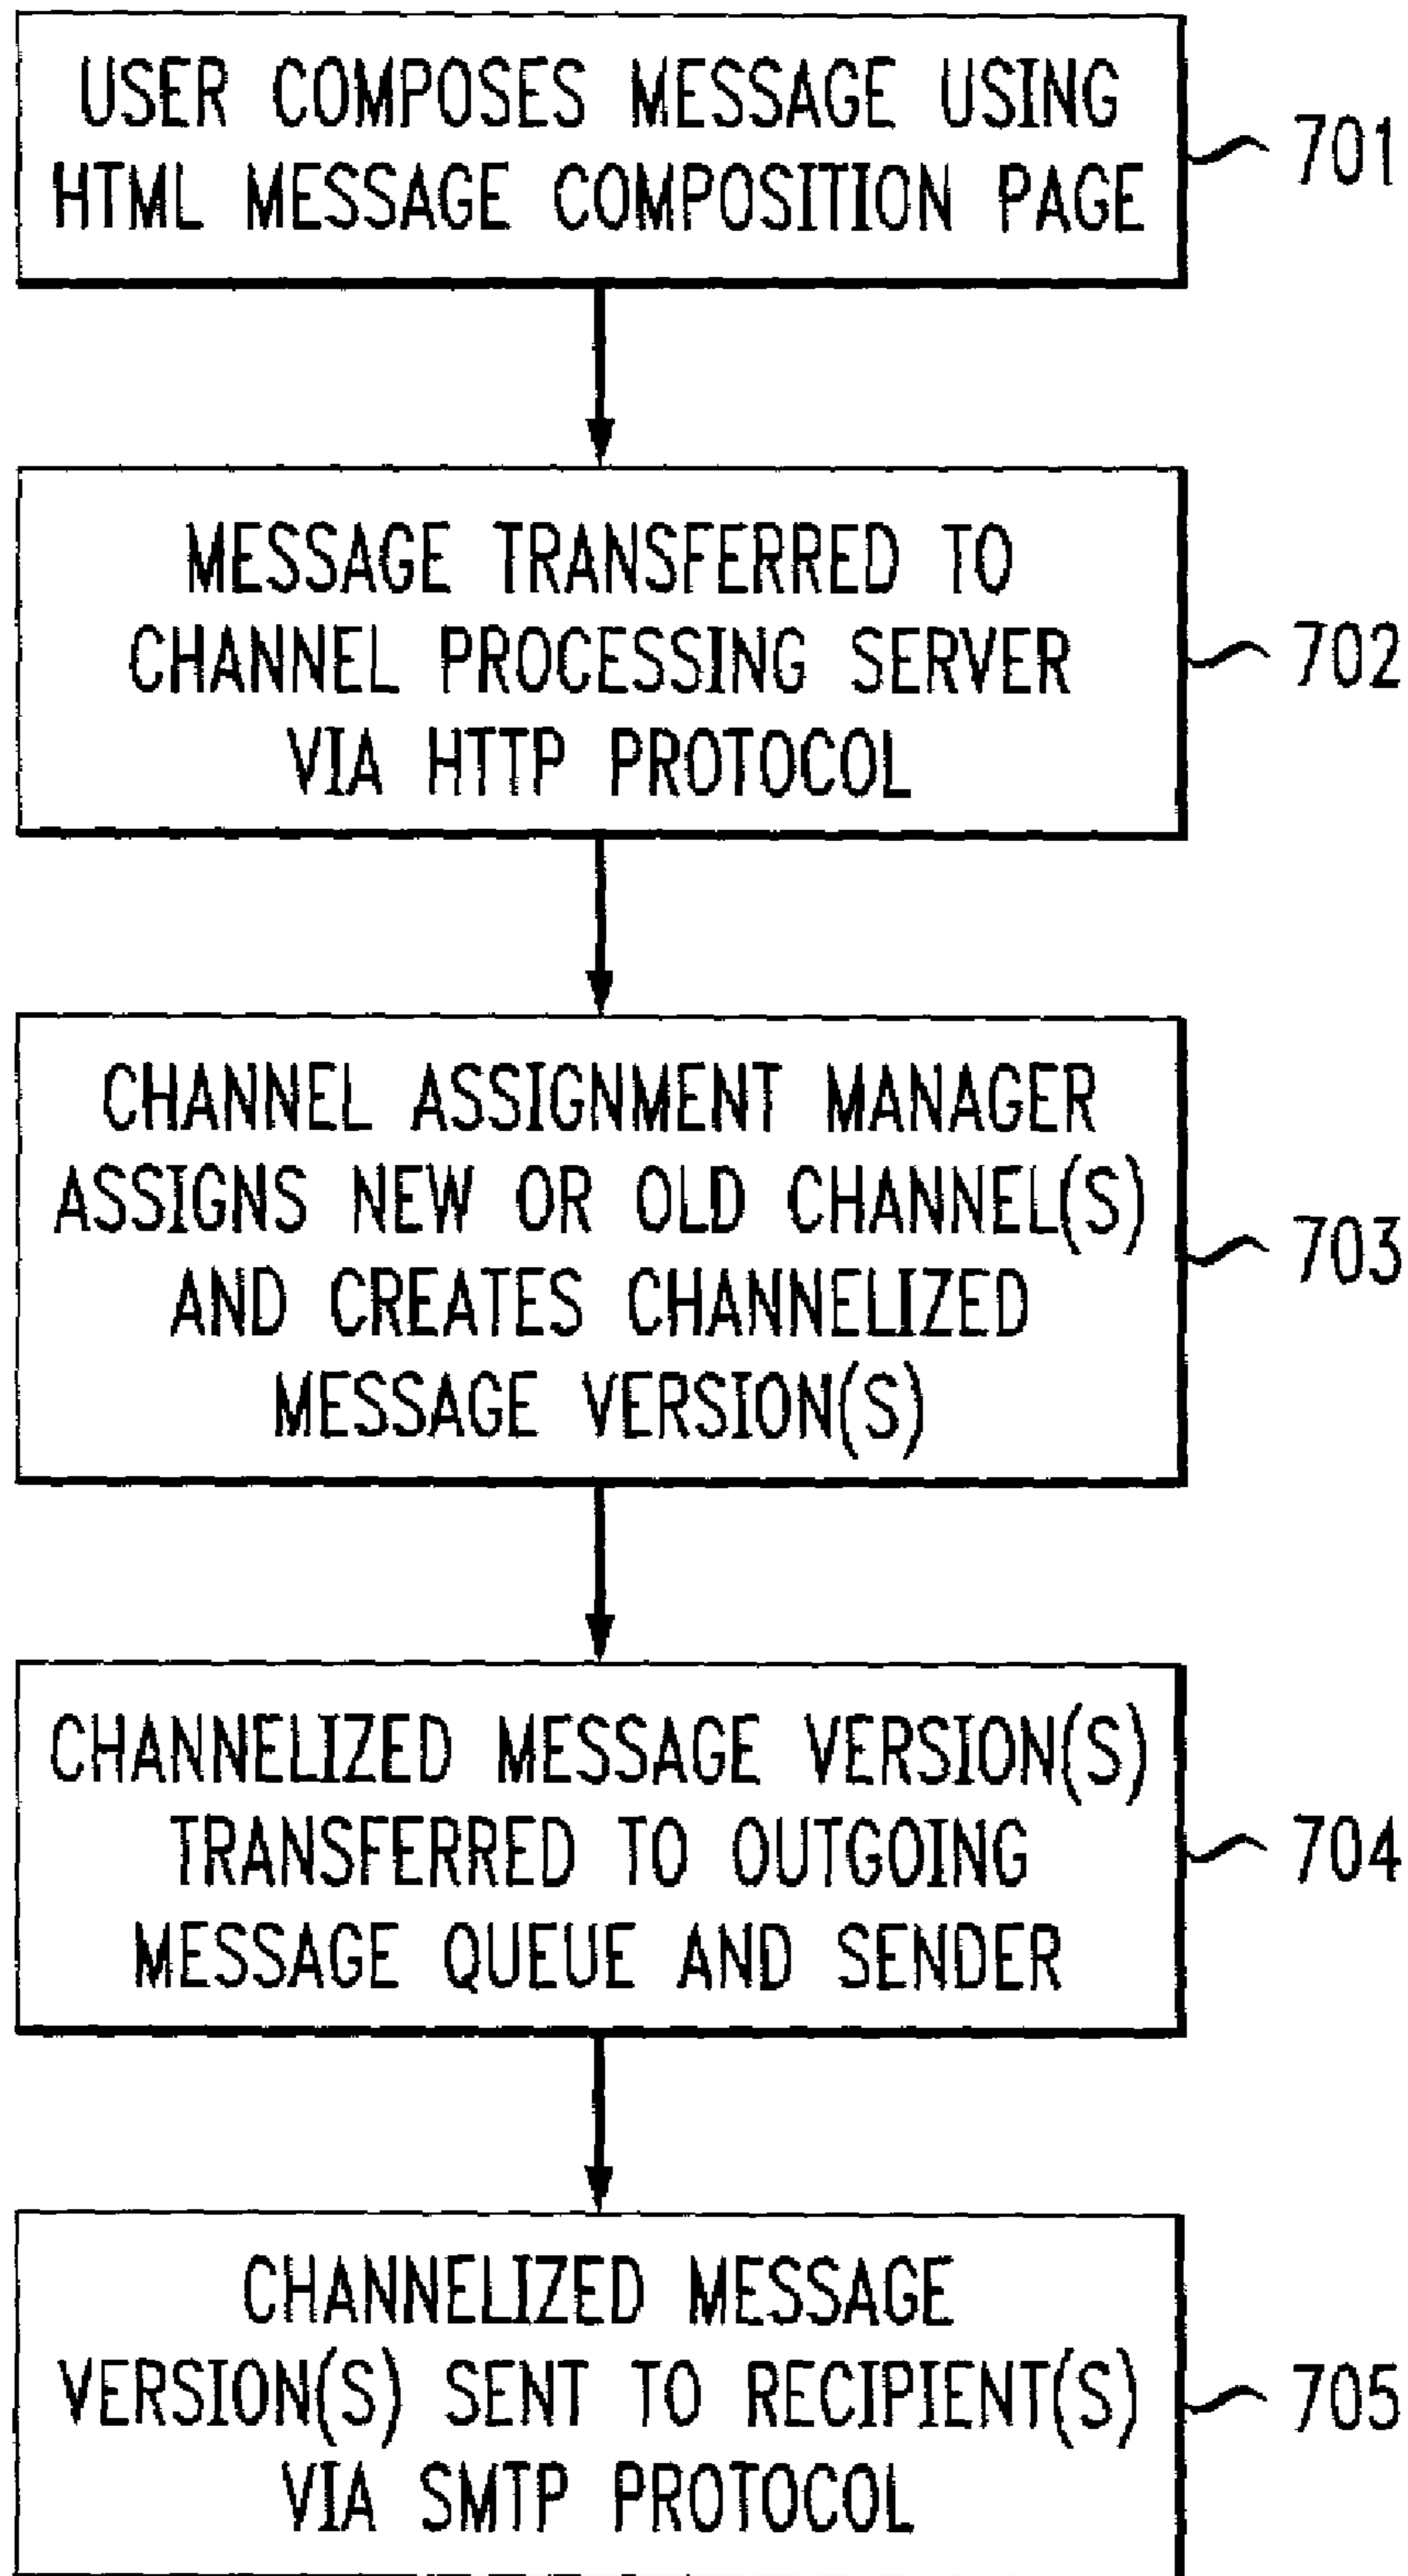 USER COMPOSES MESSAGE USING
HTML MESSAGE COMPOSITION PAGE
701
MESSAGE TRANSFERRED TO
CHANNEL PROCESSING SERVER
VIA HTTP PROTOCOL
702
CHANNEL ASSIGNMENT MANAGER
ASSIGNS NEW OR OLD CHANNEL(S)
AND CREATES CHANNELIZED
MESSAGE VERSION(S)
703
CHANNELIZED MESSAGE VERSION(S)
TRANSFERRED TO OUTGOING
MESSAGE QUEUE AND SENDER
704
CHANNELIZED MESSAGE
VERSION(S) SENT TO RECIPIENT(S)
VIA SMTP PROTOCOL
705